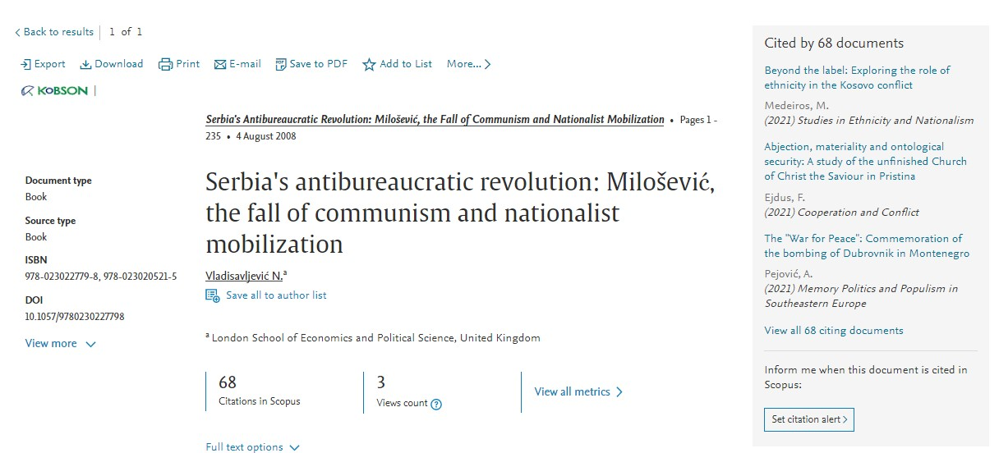 Back to results
1 of 1
Export
Download
Print
E-mail
Save to PDF
Add to List
More...
KOBSON
Serbia's Antibureaucratic Revolution: Milošević, the Fall of Communism and Nationalist Mobilization • Pages 1 -
235 • 4 August 2008
Document type
Book
Source type
Book
ISBN
978-023022779-8, 978-023020521-5
DOI
10.1057/9780230227798
View more
Serbia's antibureaucratic revolution: Milošević,
the fall of communism and nationalist
mobilization
Vladisavljević N.a
Save all to author list
a London School of Economics and Political Science, United Kingdom
68
Citations in Scopus
3
Views count
View all metrics
Full text options
Cited by 68 documents
Beyond the label: Exploring the role of
ethnicity in the Kosovo conflict
Medeiros, M.
(2021) Studies in Ethnicity and Nationalism
Abjection, materiality and ontological
security: A study of the unfinished Church
of Christ the Saviour in Pristina
Ejdus, F.
(2021) Cooperation and Conflict
The "War for Peace": Commemoration of
the bombing of Dubrovnik in Montenegro
Pejović, A.
(2021) Memory Politics and Populism in
Southeastern Europe
View all 68 citing documents
Inform me when this document is cited in
Scopus:
Set citation alert